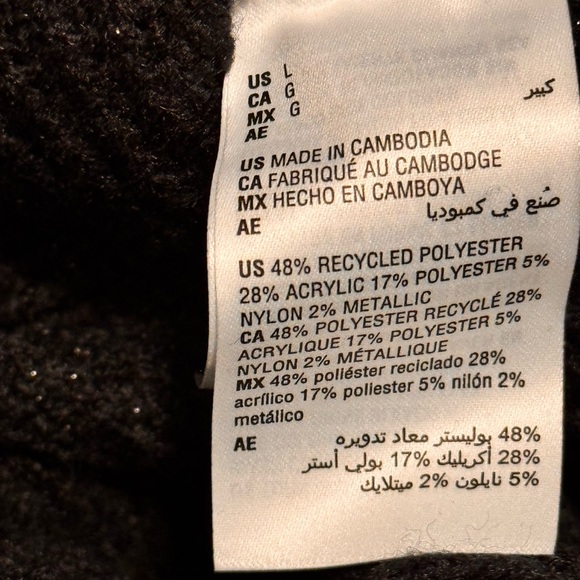 US L
CA G
MX G
AE كبير
US MADE IN CAMBODIA
CA FABRIQUÉ AU CAMBODGE
MX HECHO EN CAMBOYA
AE صُنع في كمبوديا
US 48% RECYCLED POLYESTER
28% ACRYLIC 17% POLYESTER 5%
NYLON 2% METALLIC
CA 48% POLYESTER RECYCLÉ 28%
ACRYLIQUE 17% POLYESTER 5%
NYLON 2% MÉTALLIQUE
MX 48% poliéster reciclado 28%
acrílico 17% poliester 5% nilón 2%
metálico
AE 48% بوليستر معاد تدويره
28% أكريليك 17% بولي أستر
5% نايلون 2% ميتلايك